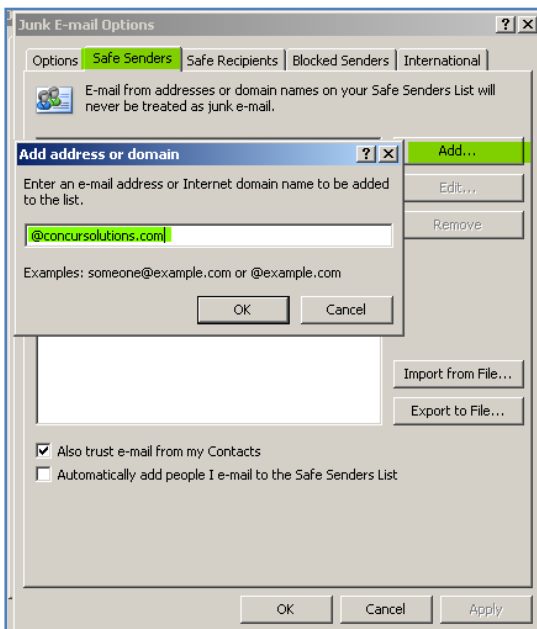 Junk E-mail Options
Options Safe Senders Safe Recipients Blocked Senders International
E-mail from addresses or domain names on your Safe Senders List will
never be treated as junk e-mail.
Add...
Edit...
Remove
Add address or domain
Enter an e-mail address or Internet domain name to be added
to the list.
@concursolutions.com
Examples: someone@example.com or @example.com
OK Cancel
Import from File...
Export to File...
Also trust e-mail from my Contacts
Automatically add people I e-mail to the Safe Senders List
OK Cancel Apply